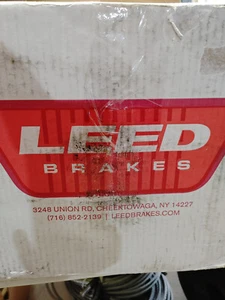 LEED
BRAKES
3248 UNION RD, CHEEKTOWAGA, NY 14227
(716) 852-2139 | LEEDBRAKES.COM